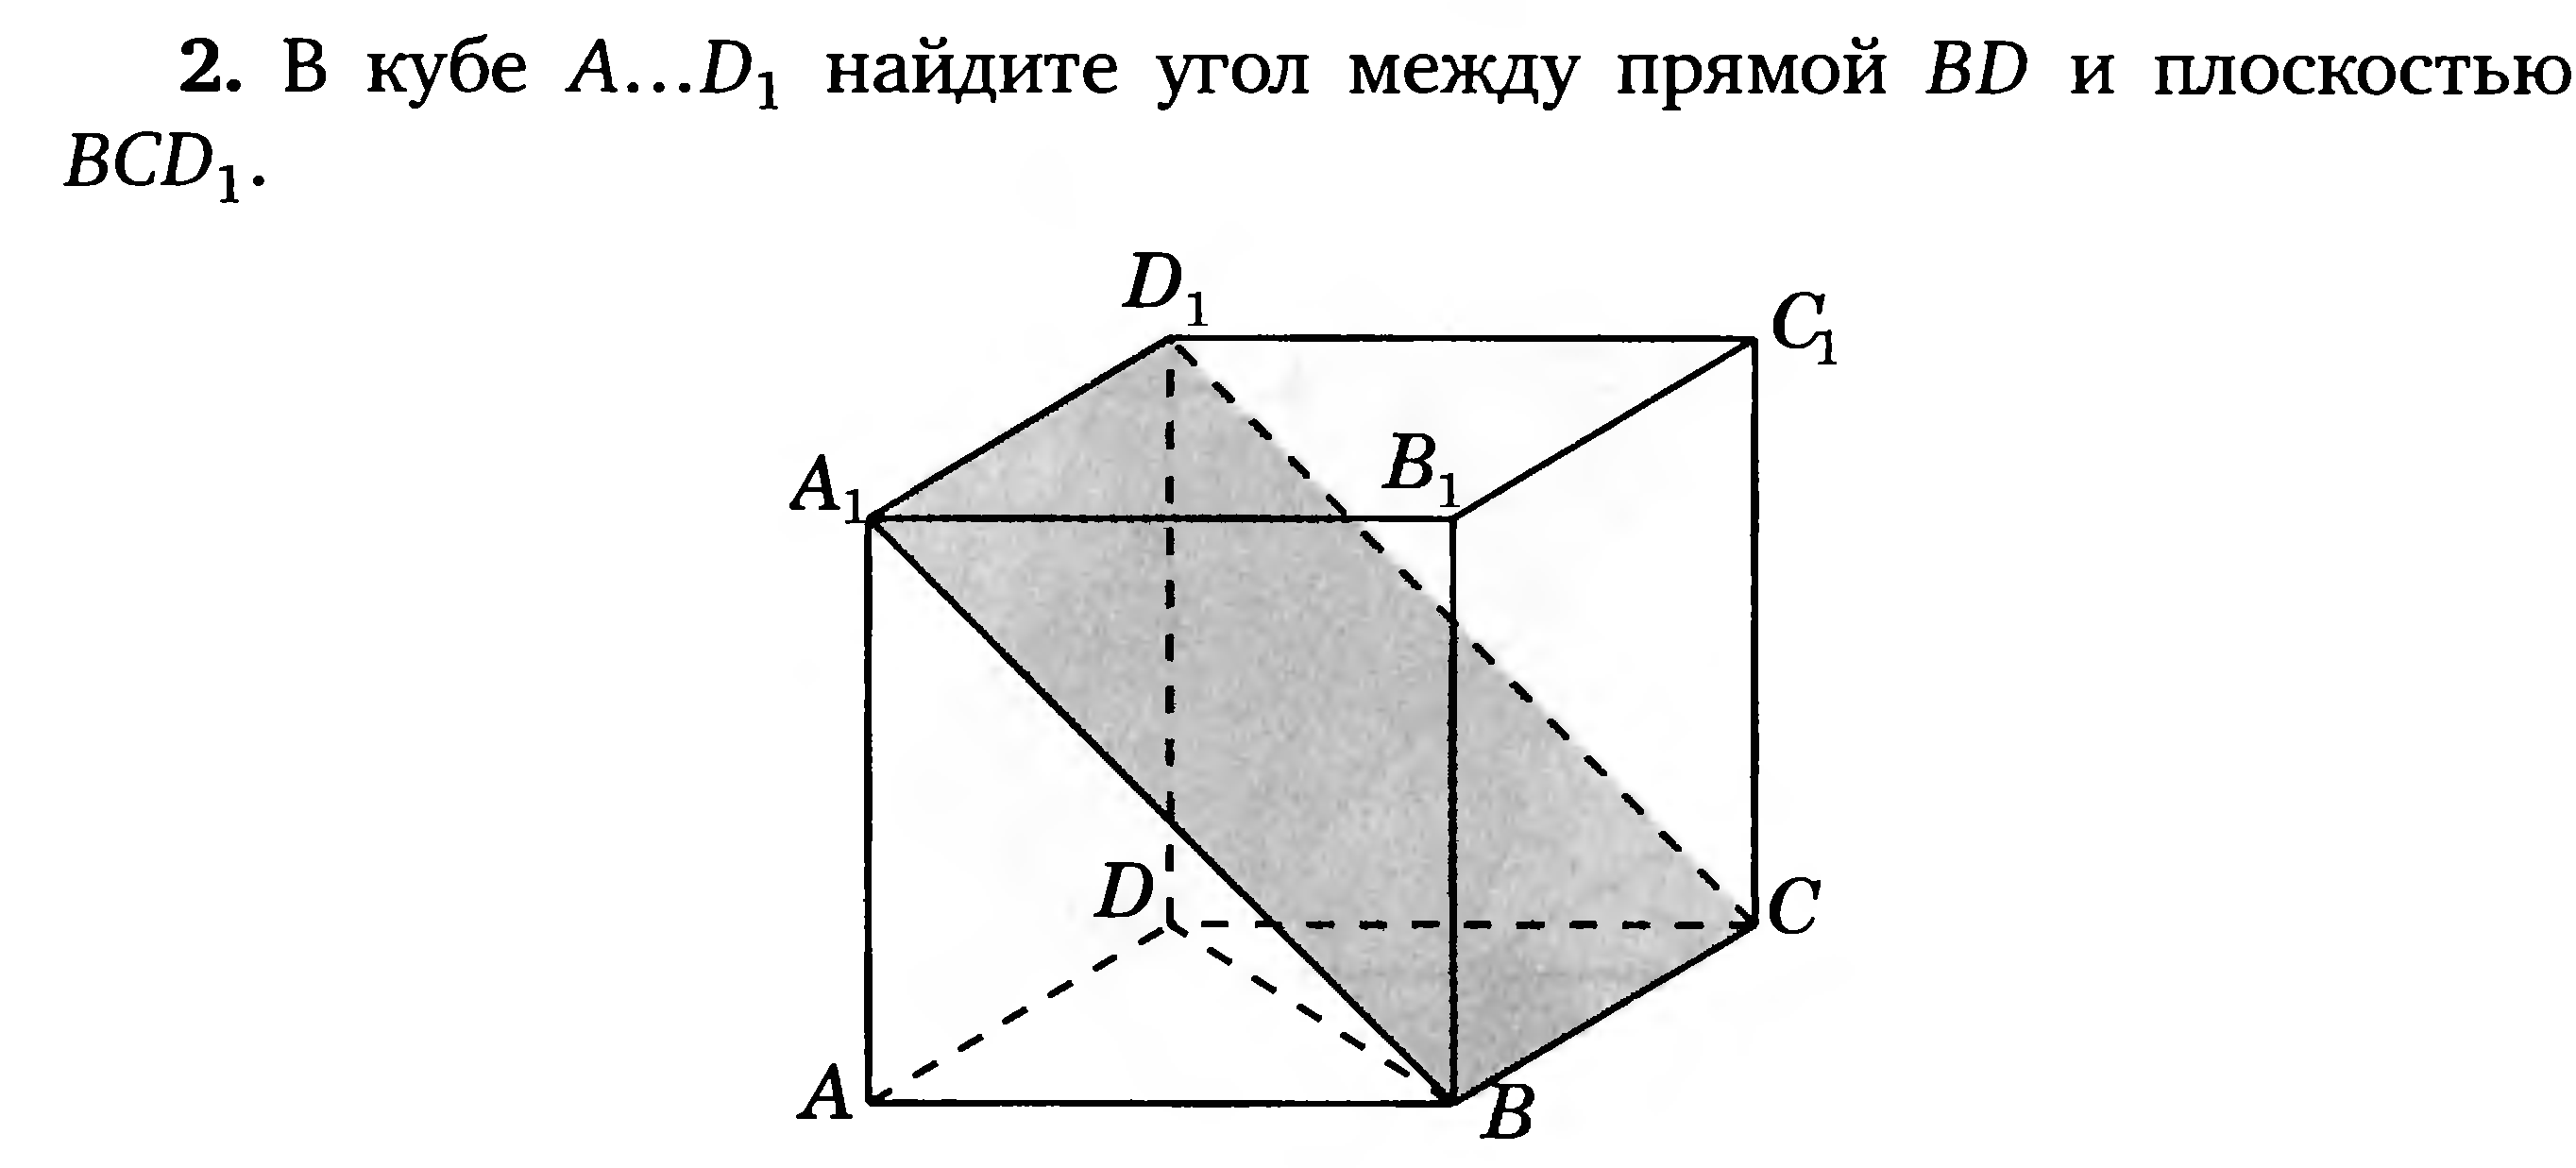 2. В кубе A...D₁ найдите угол между прямой BD и плоскостью
BCD₁.
D₁
C₁
B₁
A₁
D
C
A
B